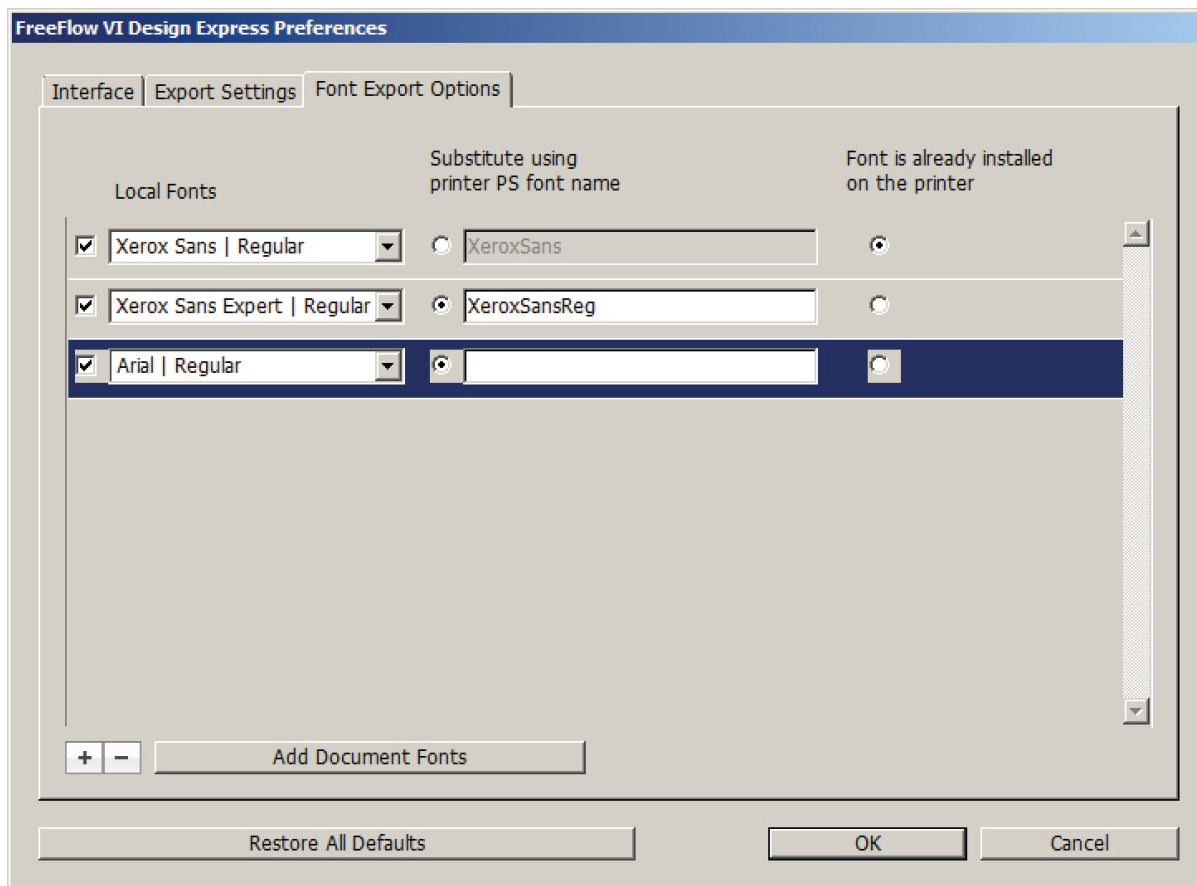 FreeFlow VI Design Express Preferences
Interface
Export Settings
Font Export Options
Local Fonts
Substitute using
printer PS font name
Font is already installed
on the printer
Xerox Sans | Regular
XeroxSans
Xerox Sans Expert | Regular
XeroxSansReg
Arial | Regular
+
−
Add Document Fonts
Restore All Defaults
OK
Cancel